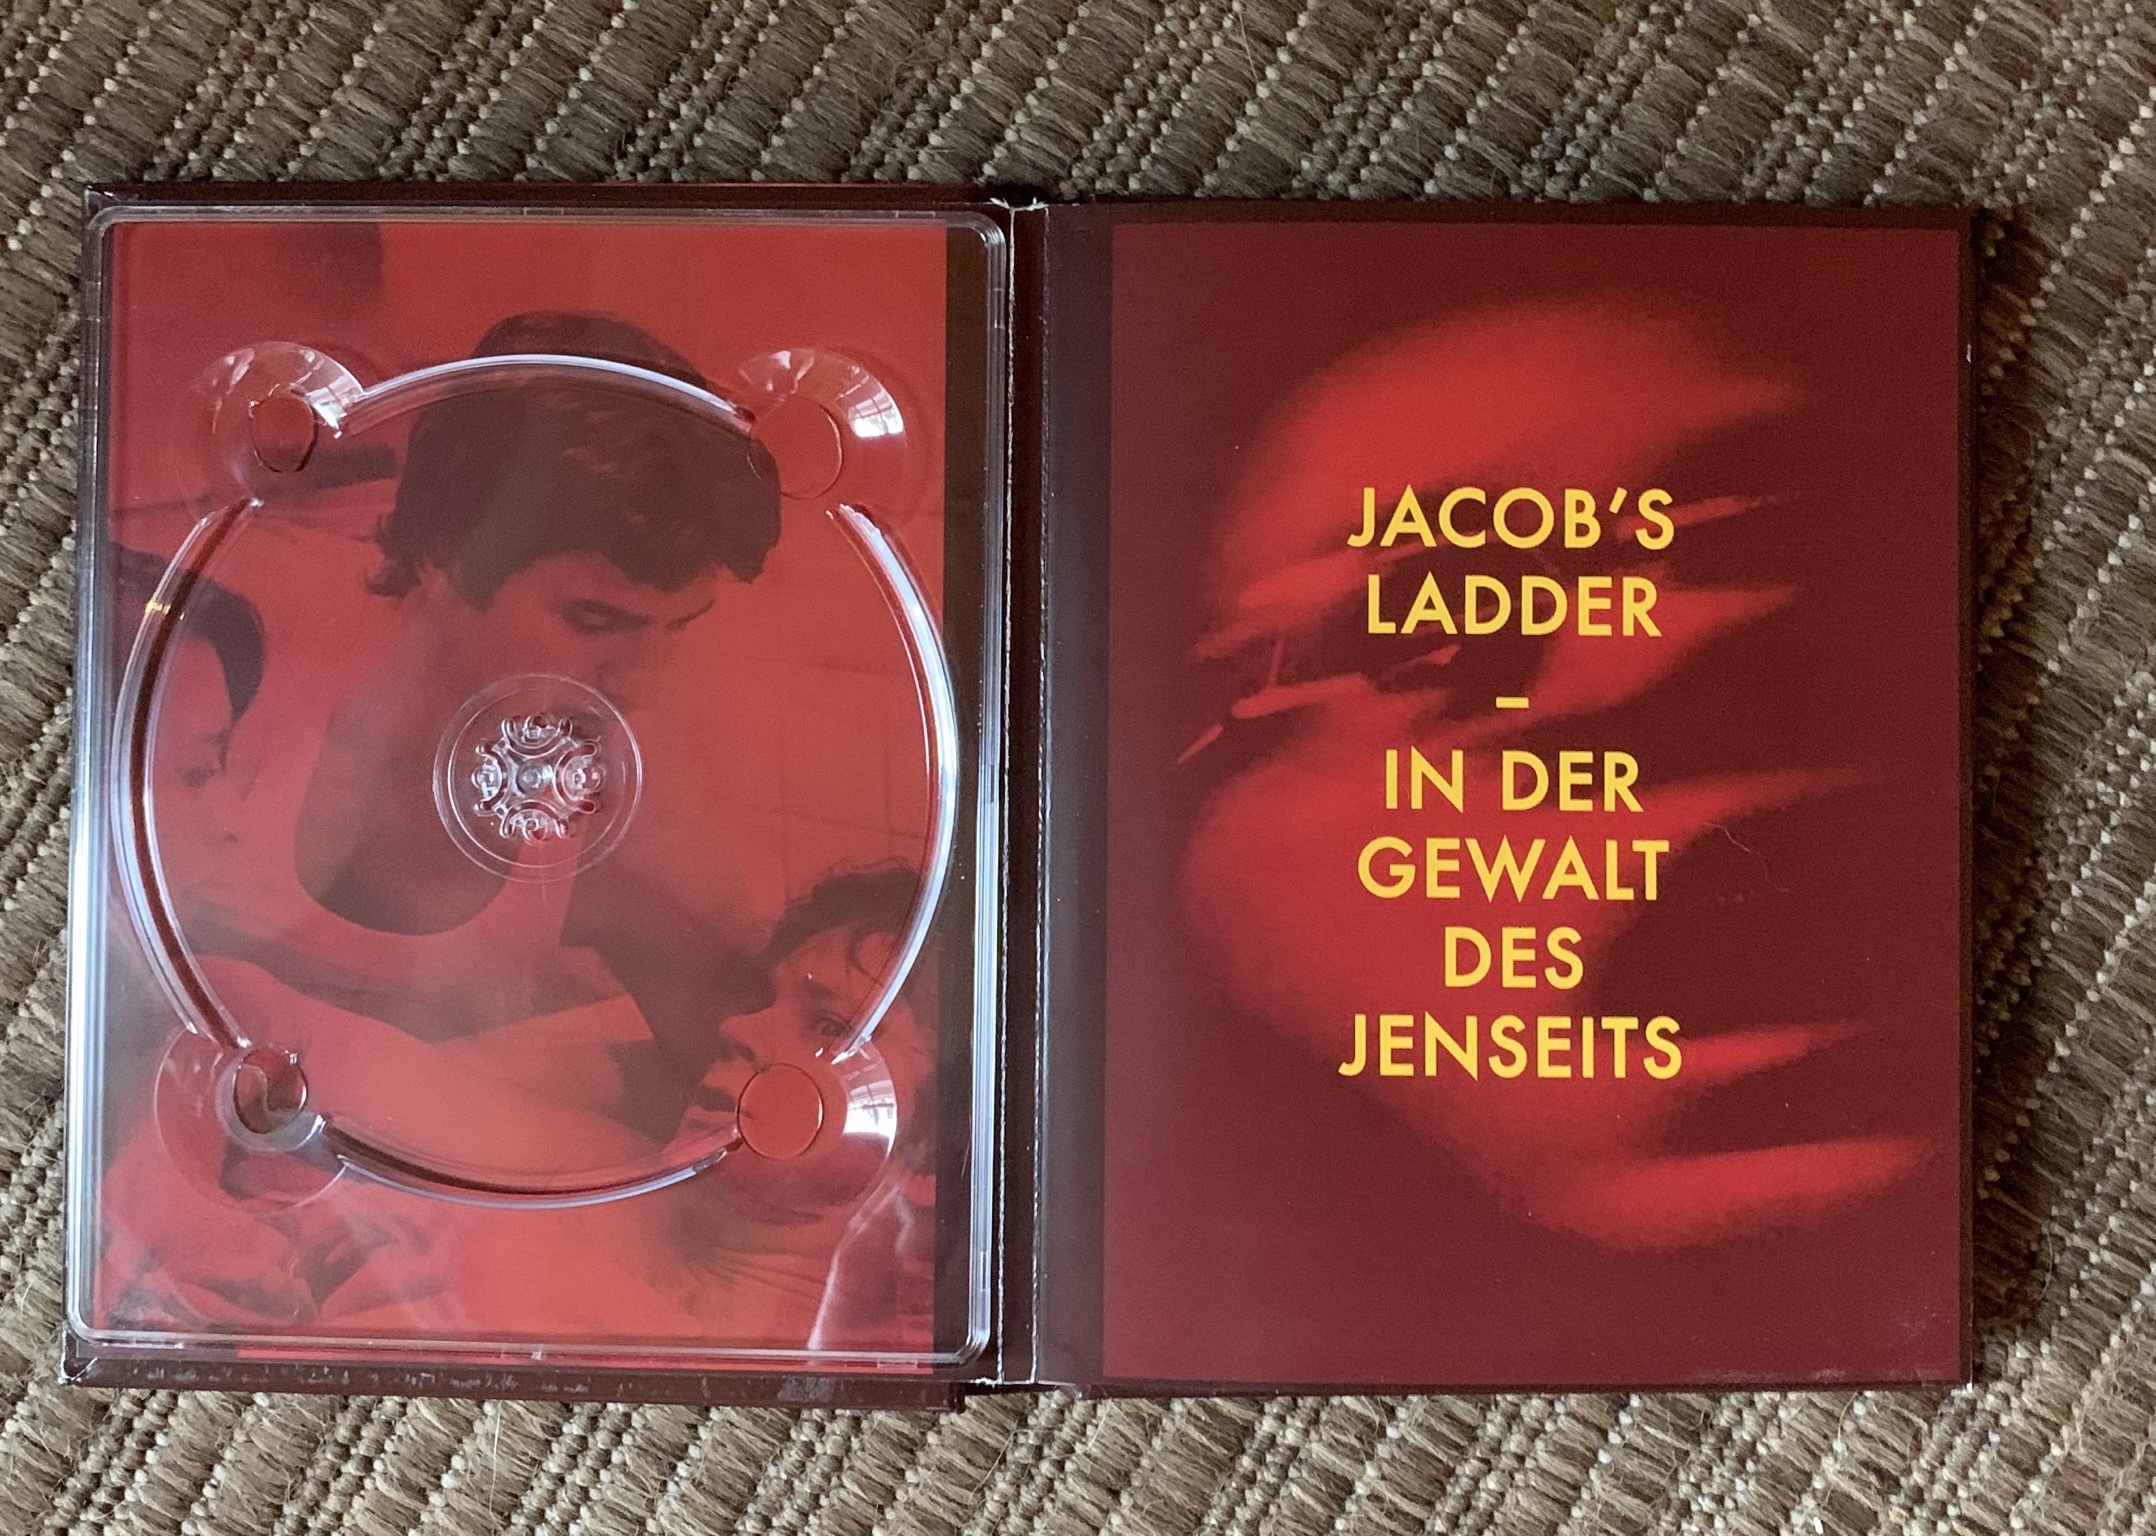 JACOB'S
LADDER
–
IN DER
GEWALT
DES
JENSEITS